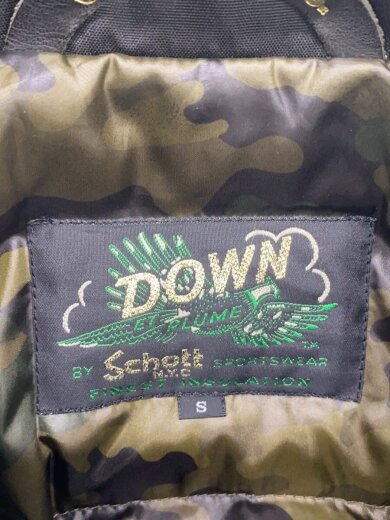 DOWN
ET PLUME
TM
BY Schott SPORTSWEAR
N.Y.C
FINEST INSULATION
S